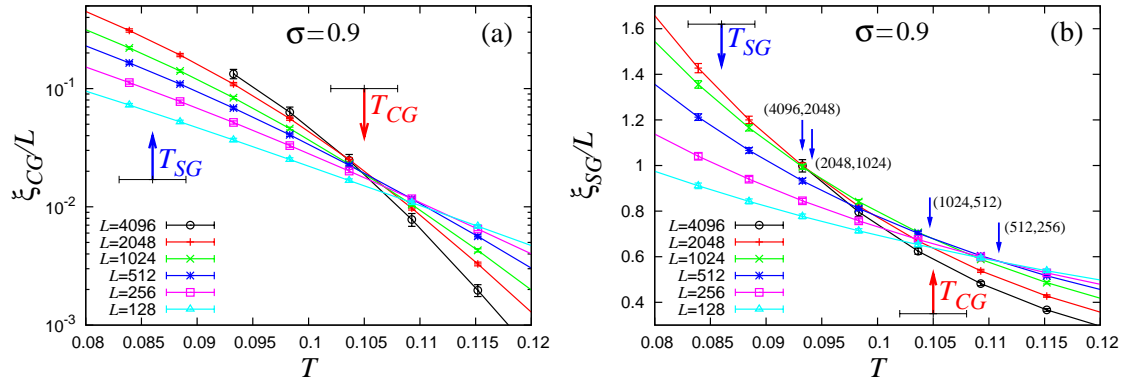 σ=0.9
(a)
T_CG
T_SG
ξ_CG/L
10^-1
10^-2
10^-3
L=4096
L=2048
L=1024
L=512
L=256
L=128
0.08 0.085 0.09 0.095 0.1 0.105 0.11 0.115 0.12
T
σ=0.9
(b)
T_SG
(4096,2048)
(2048,1024)
(1024,512)
(512,256)
T_CG
ξ_SG/L
1.6
1.4
1.2
1.0
0.8
0.6
0.4
L=4096
L=2048
L=1024
L=512
L=256
L=128
0.08 0.085 0.09 0.095 0.1 0.105 0.11 0.115 0.12
T